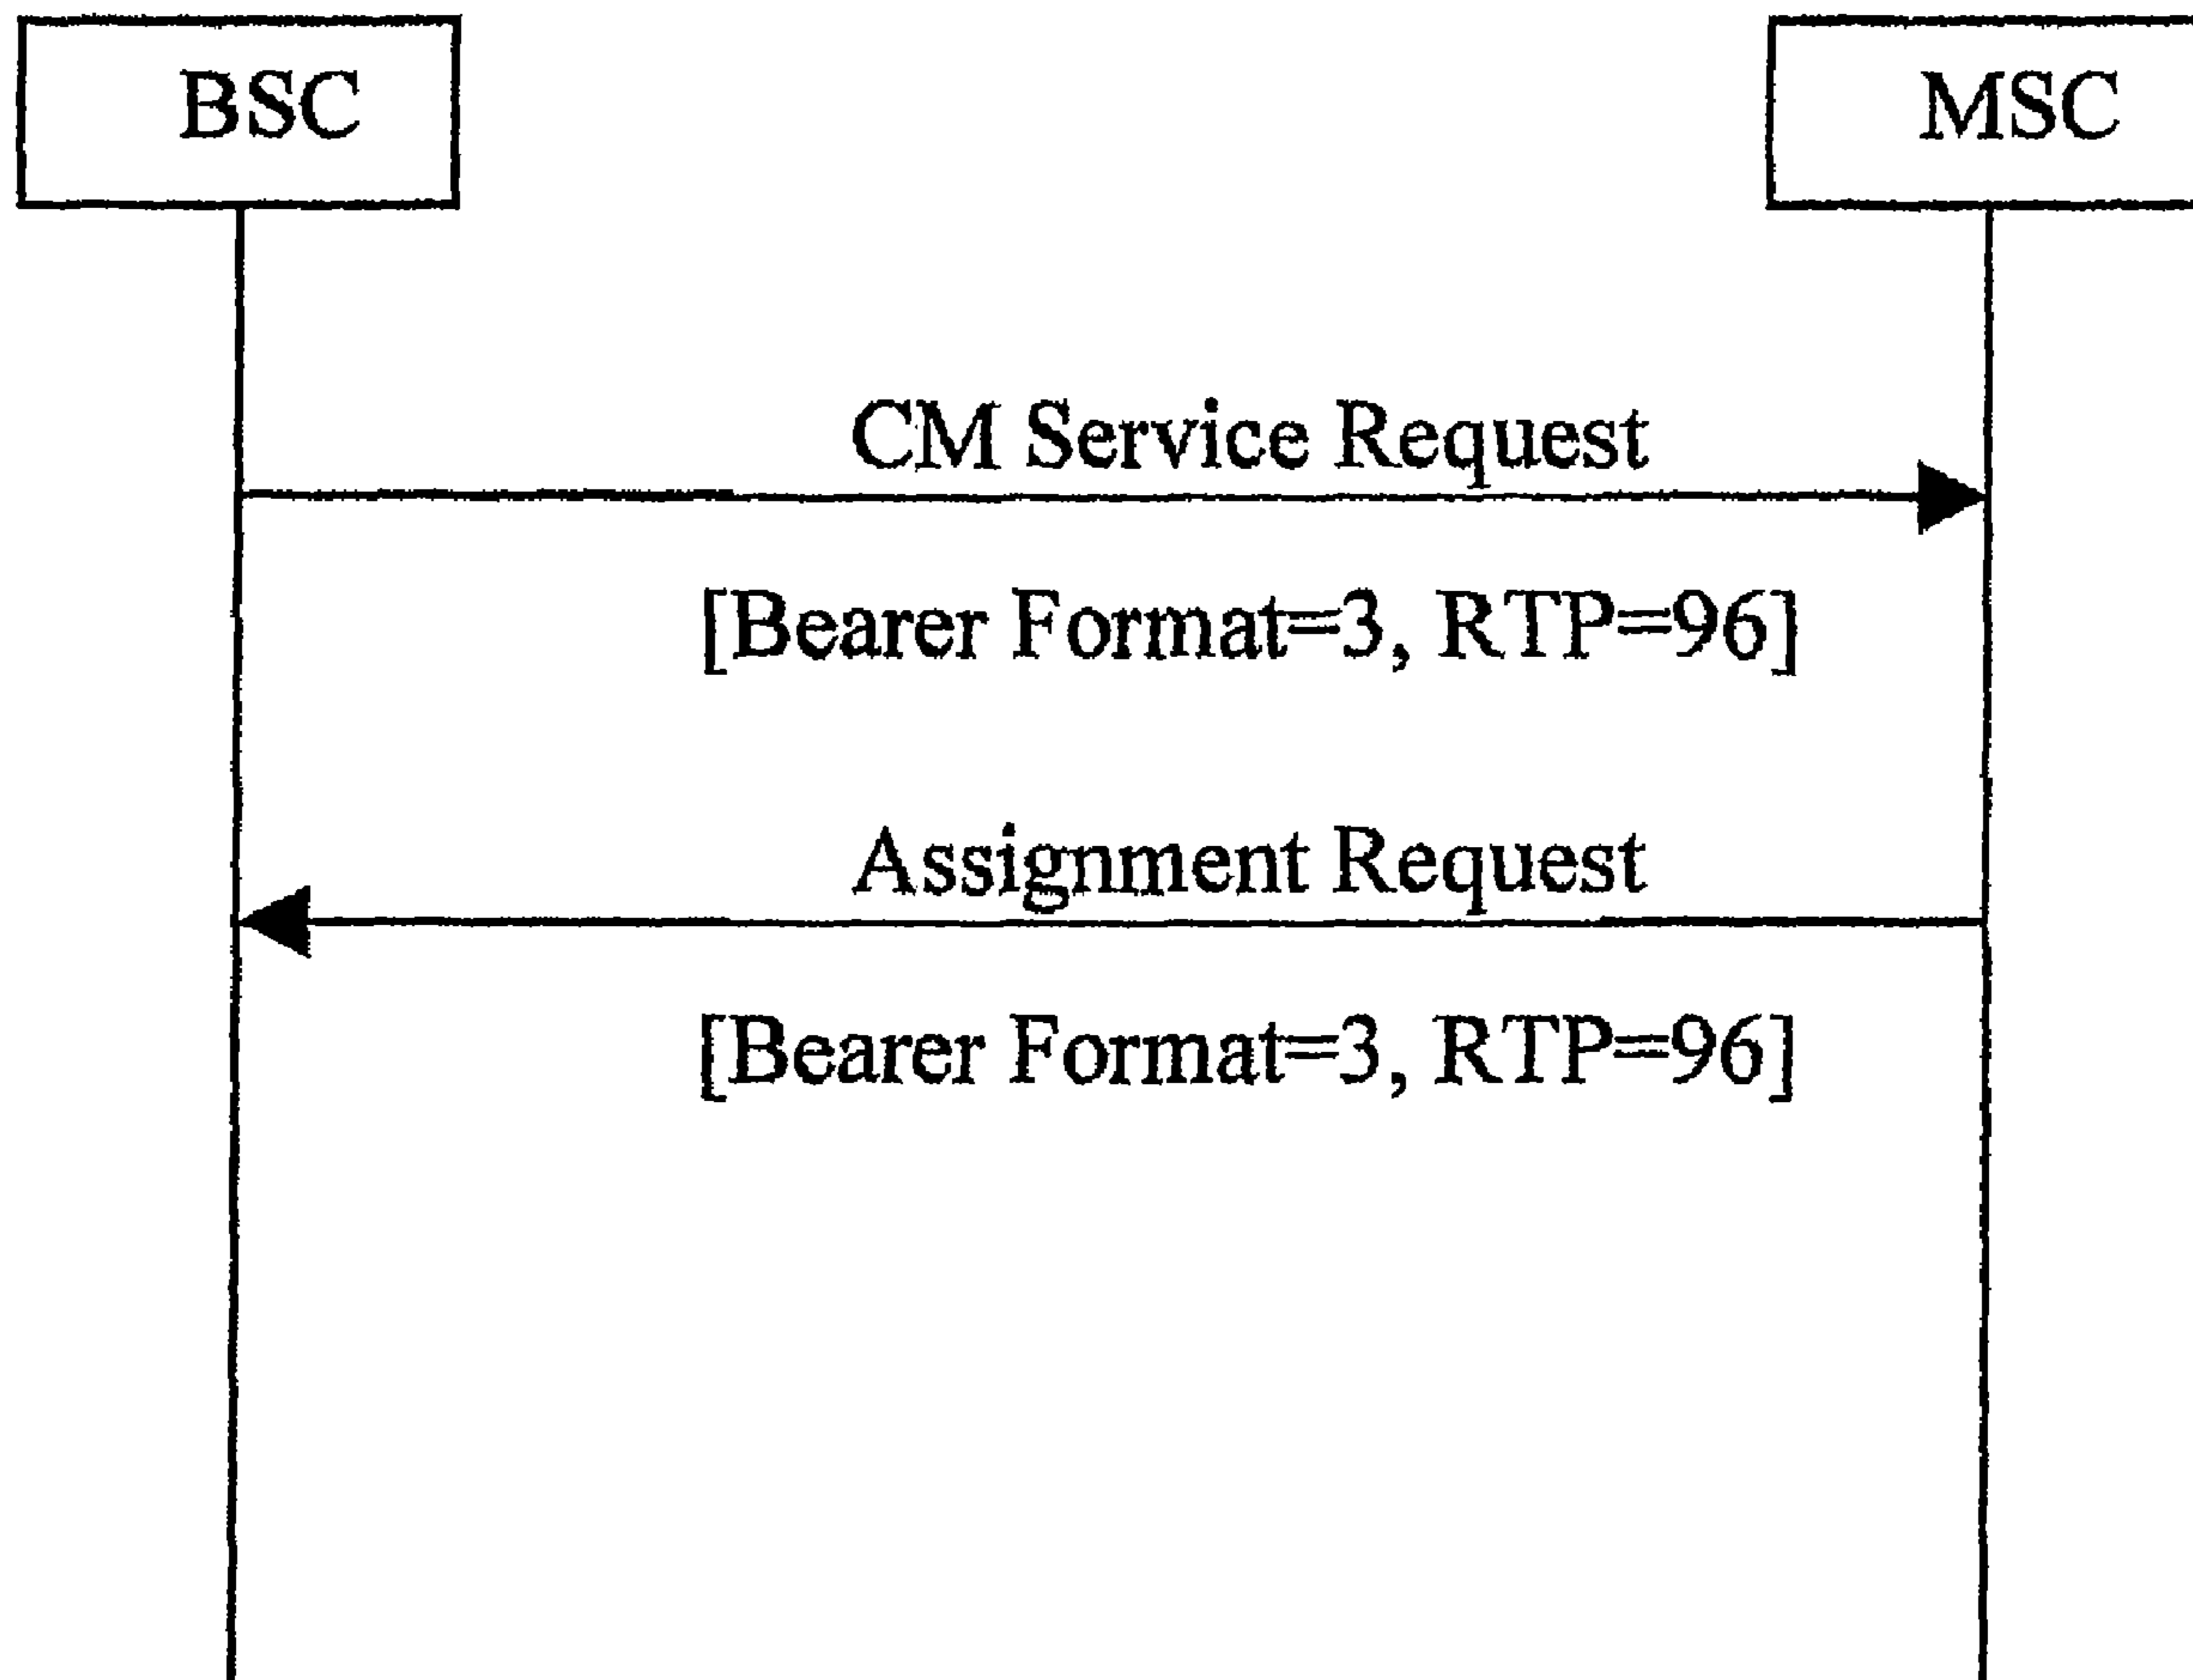 BSC
MSC
CM Service Request
[Bearer Format=3, RTP=96]
Assignment Request
[Bearer Format=3, RTP=96]